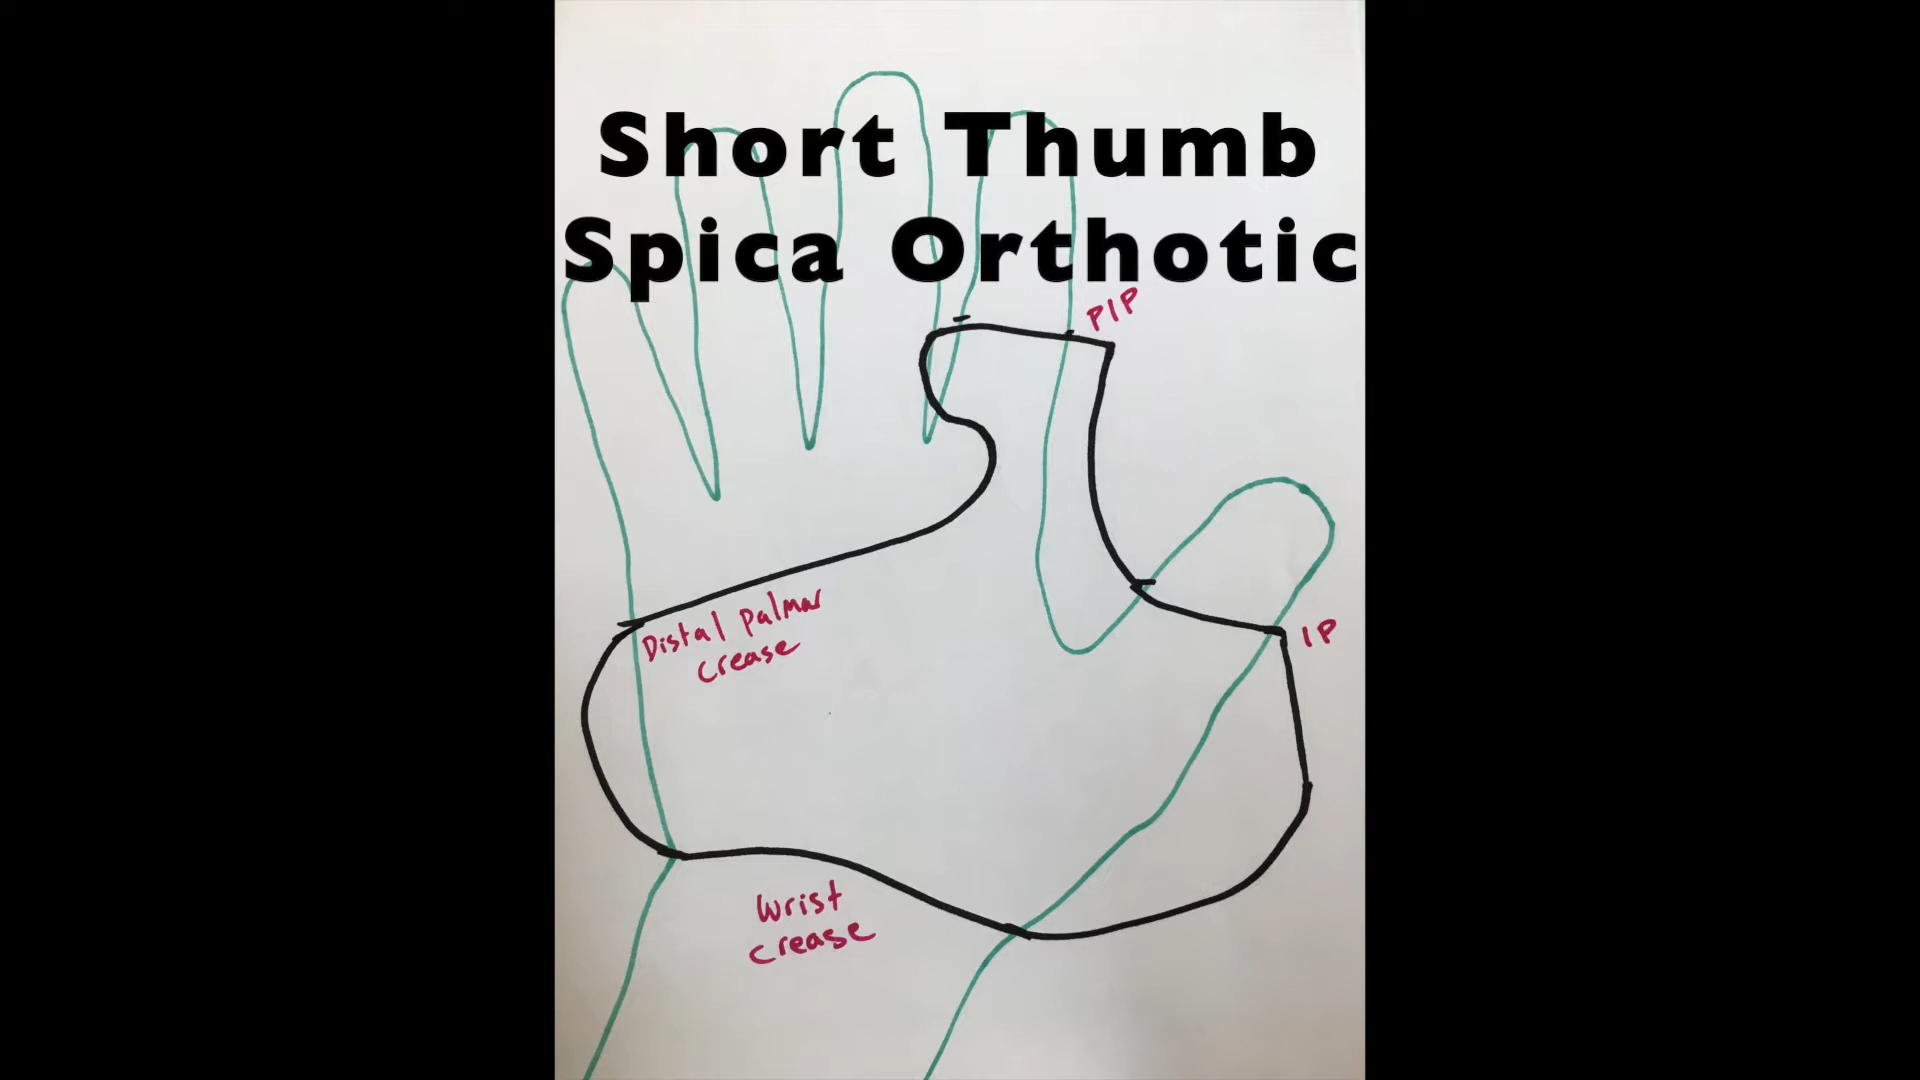 Short Thumb
Spica Orthotic
PIP
Distal palmar
crease
IP
Wrist
crease